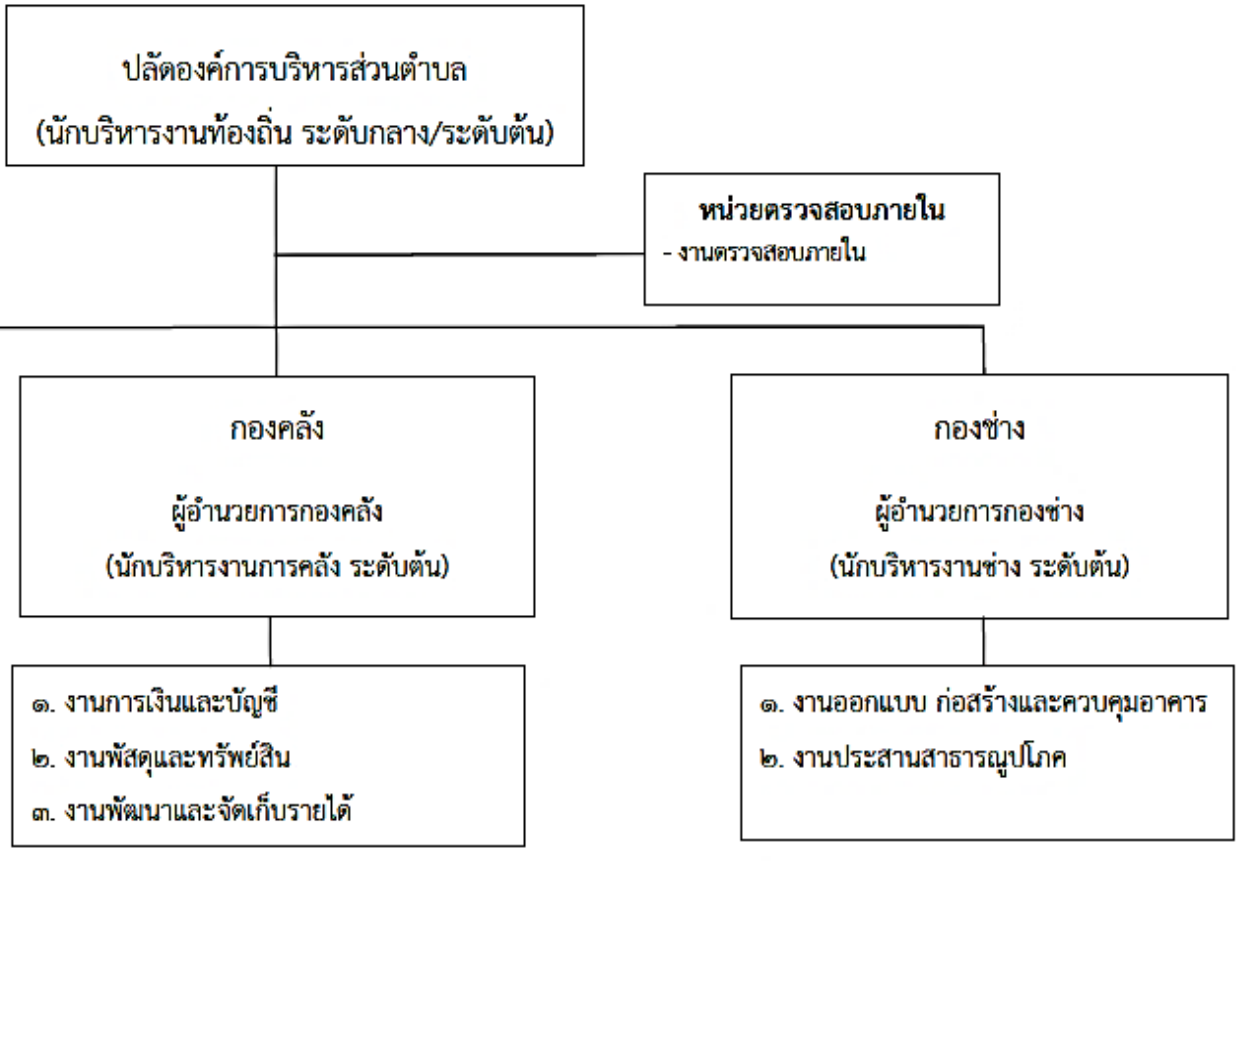 ปลัดองค์การบริหารส่วนตำบล
(นักบริหารงานท้องถิ่น ระดับกลาง/ระดับต้น)
หน่วยตรวจสอบภายใน
- งานตรวจสอบภายใน
กองคลัง
ผู้อำนวยการกองคลัง
(นักบริหารงานการคลัง ระดับต้น)
กองช่าง
ผู้อำนวยการกองช่าง
(นักบริหารงานช่าง ระดับต้น)
๑. งานการเงินและบัญชี
๒. งานพัสดุและทรัพย์สิน
๓. งานพัฒนาและจัดเก็บรายได้
๑. งานออกแบบ ก่อสร้างและควบคุมอาคาร
๒. งานประสานสาธารณูปโภค